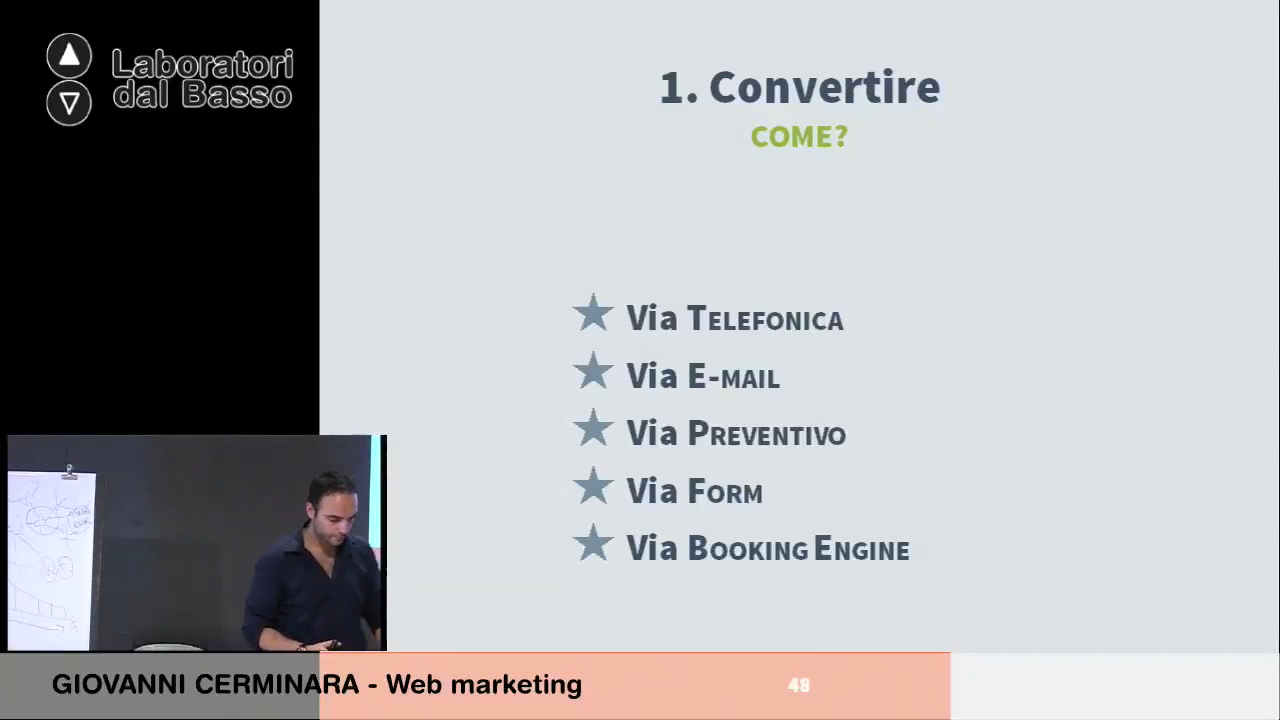 Laboratori
dal Basso
1. Convertire
COME?
Via TELEFONICA
Via E-MAIL
Via PREVENTIVO
Via FORM
Via BOOKING ENGINE
GIOVANNI CERMINARA - Web marketing
48